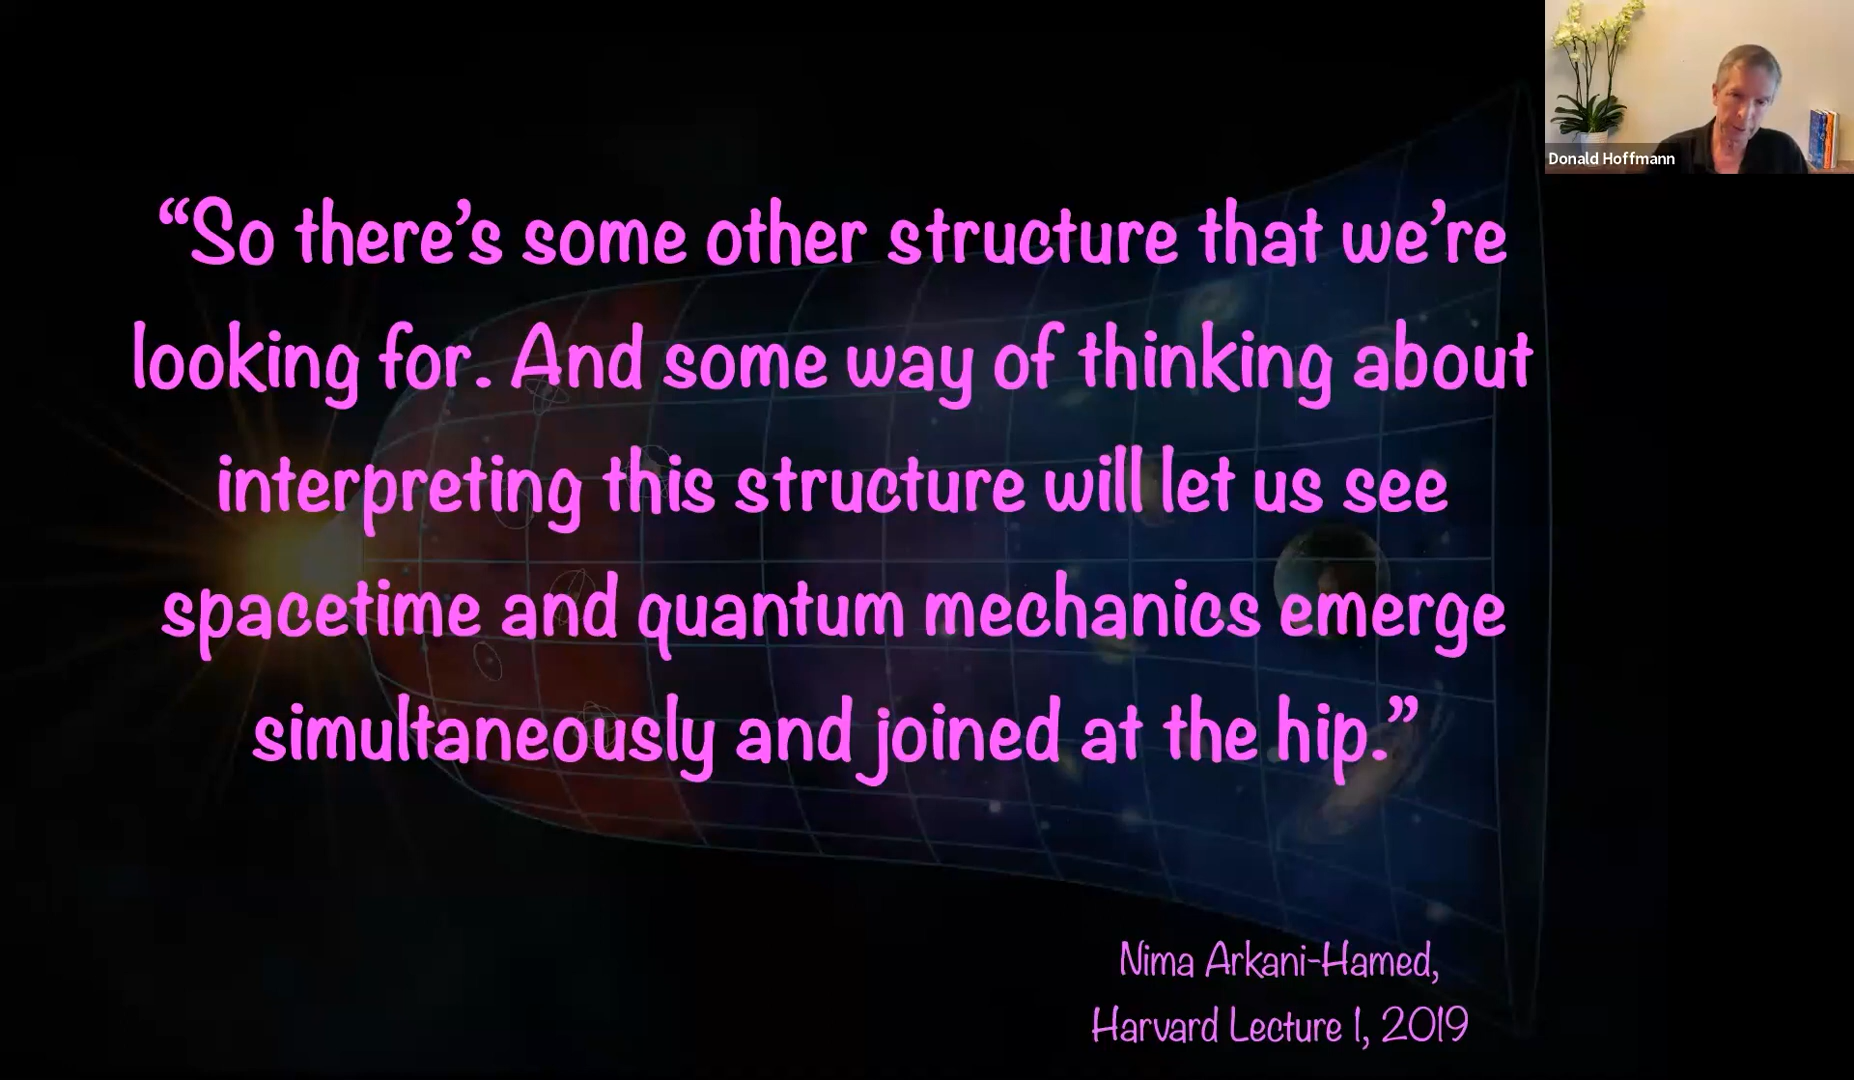 Donald Hoffmann
“So there’s some other structure that we’re
looking for. And some way of thinking about
interpreting this structure will let us see
spacetime and quantum mechanics emerge
simultaneously and joined at the hip.”
Nima Arkani-Hamed,
Harvard Lecture 1, 2019